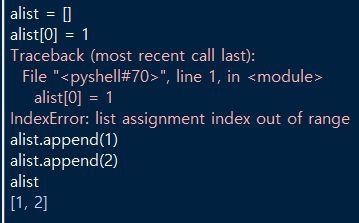 alist = []
alist[0] = 1
Traceback (most recent call last):
  File "<pyshell#70>", line 1, in <module>
    alist[0] = 1
IndexError: list assignment index out of range
alist.append(1)
alist.append(2)
alist
[1, 2]